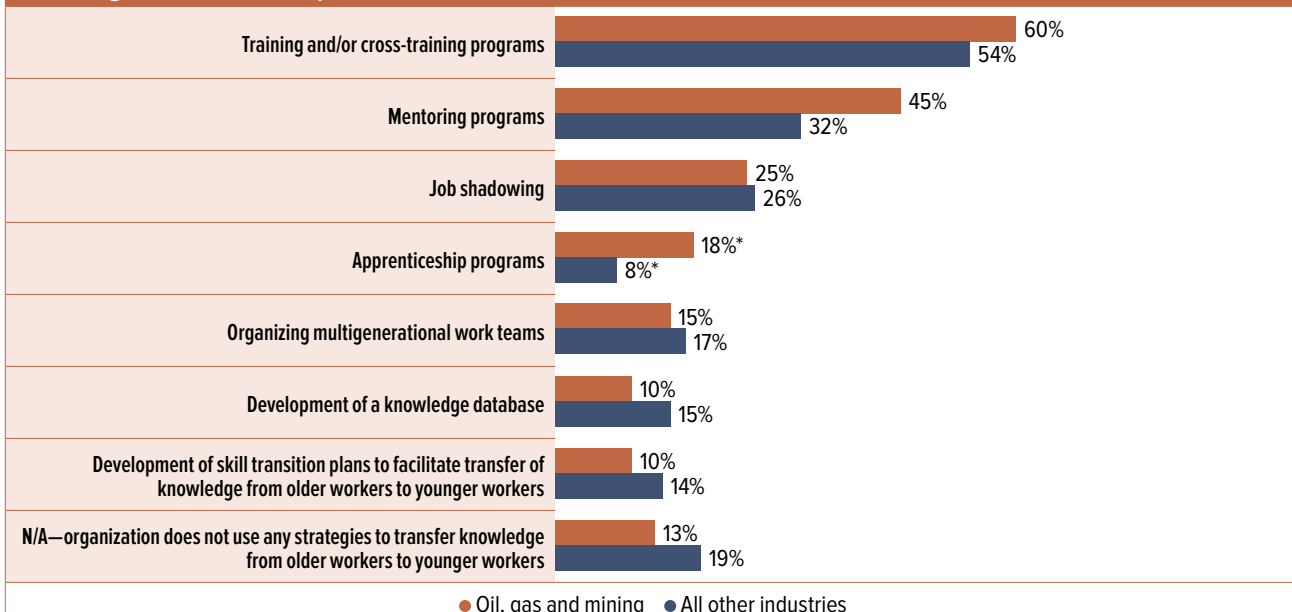 Training and/or cross-training programs
60%
54%
Mentoring programs
45%
32%
Job shadowing
25%
26%
Apprenticeship programs
18%*
8%*
Organizing multigenerational work teams
15%
17%
Development of a knowledge database
10%
15%
Development of skill transition plans to facilitate transfer of
knowledge from older workers to younger workers
10%
14%
N/A—organization does not use any strategies to transfer knowledge
from older workers to younger workers
13%
19%
Oil, gas and mining All other industries